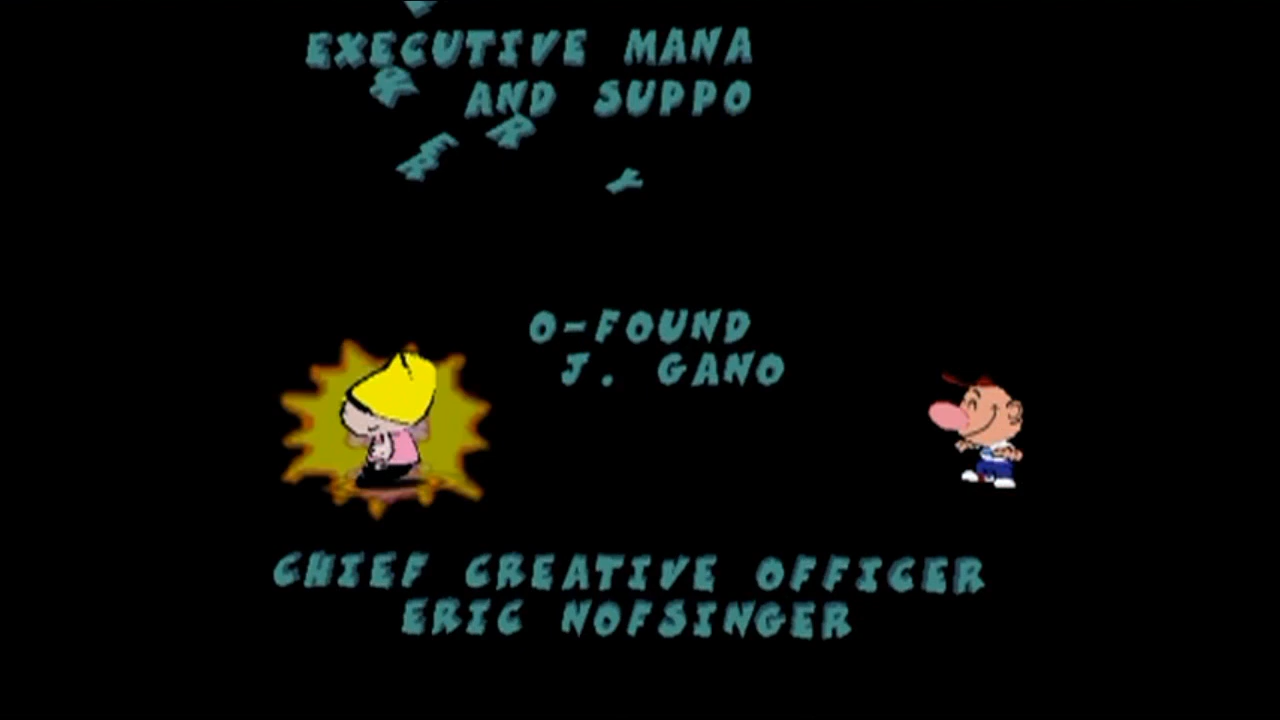 EXECUTIVE MANA
AND SUPPO
R
Y
O-FOUND
J. GANO
CHIEF CREATIVE OFFICER
ERIC NOFSINGER